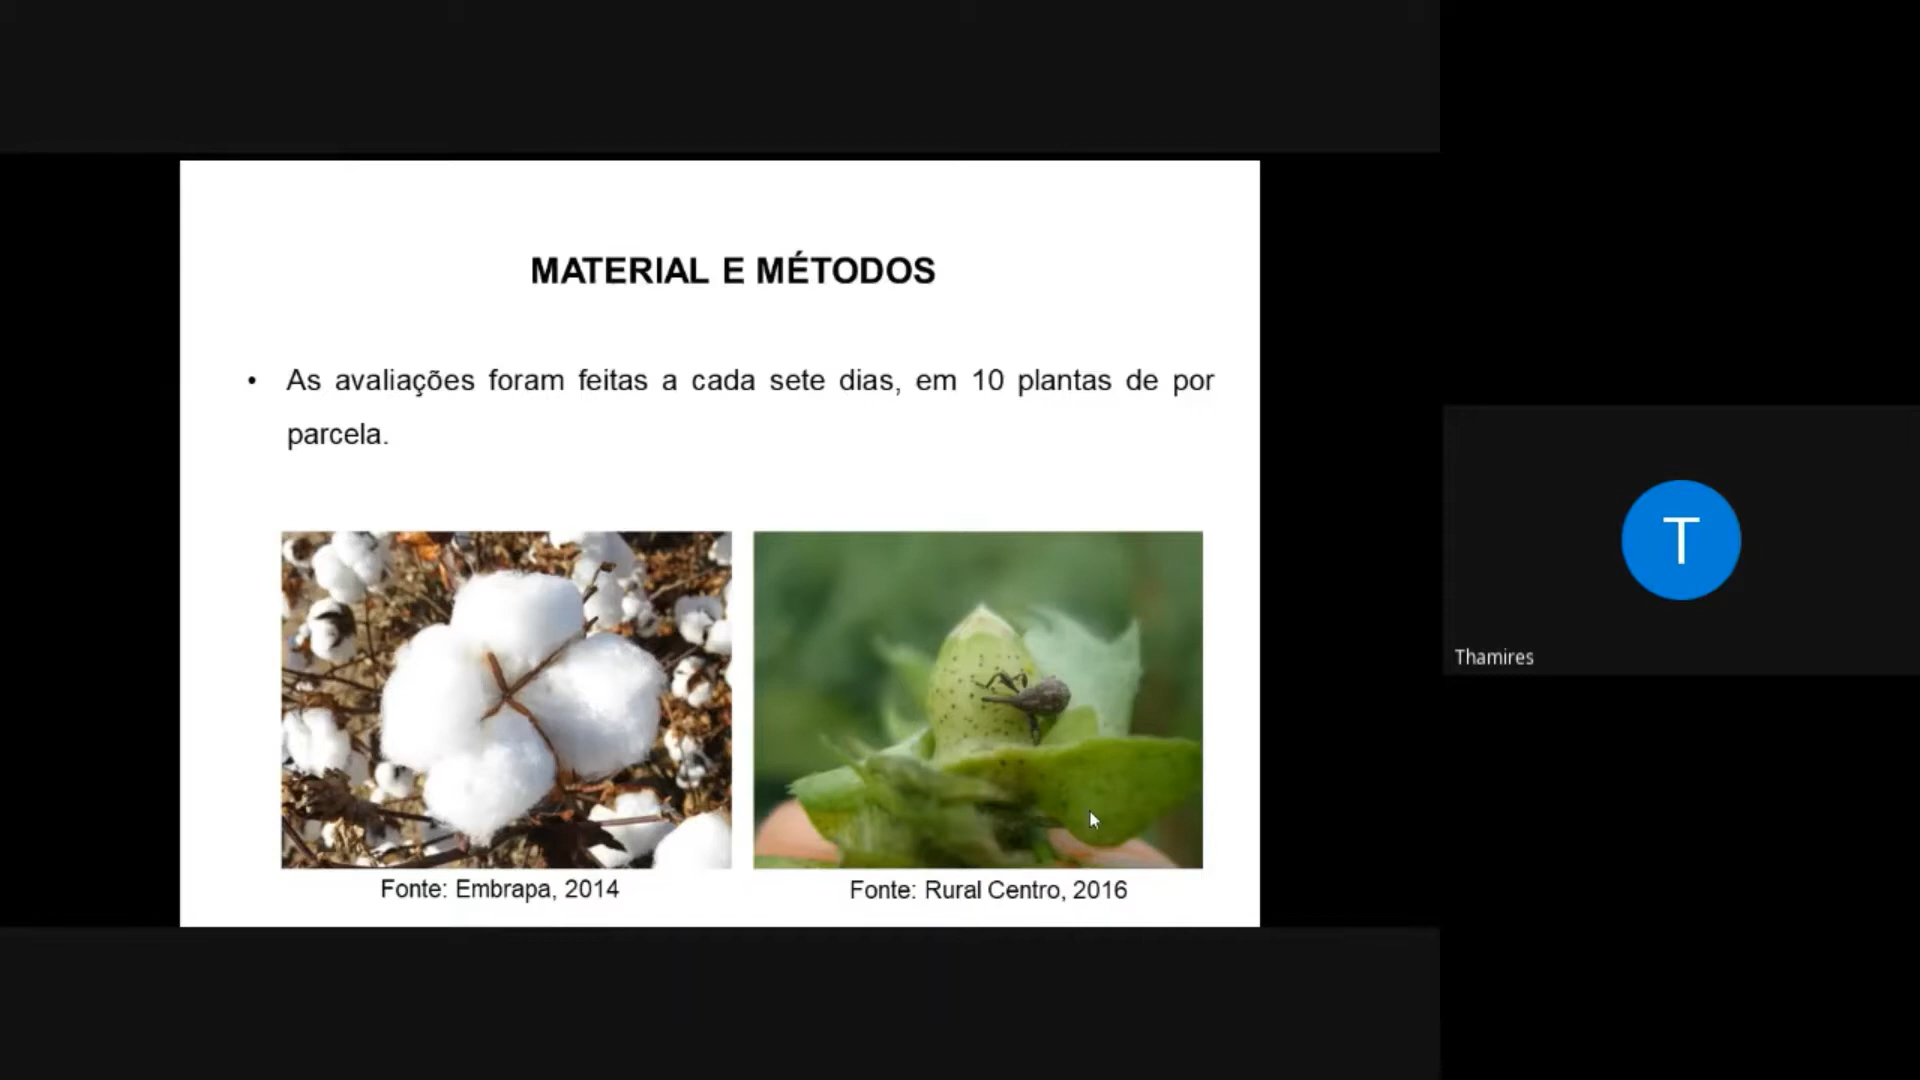 MATERIAL E MÉTODOS
• As avaliações foram feitas a cada sete dias, em 10 plantas de por
parcela.
Fonte: Embrapa, 2014
Fonte: Rural Centro, 2016
T
Thamires